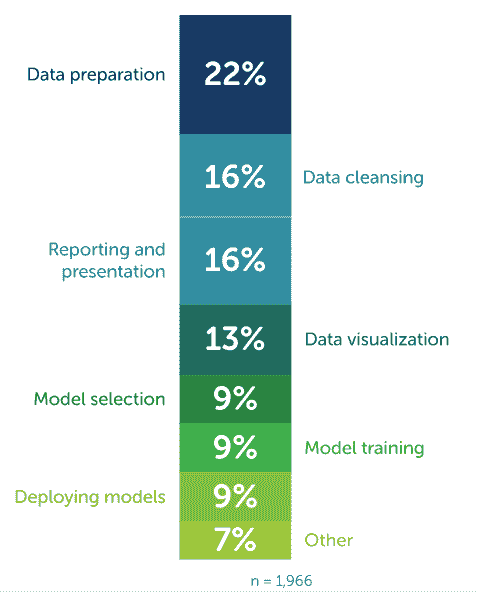 Data preparation
22%
16%
Data cleansing
Reporting and
presentation
16%
13%
Data visualization
Model selection
9%
9%
Model training
Deploying models
9%
7%
Other
n = 1,966